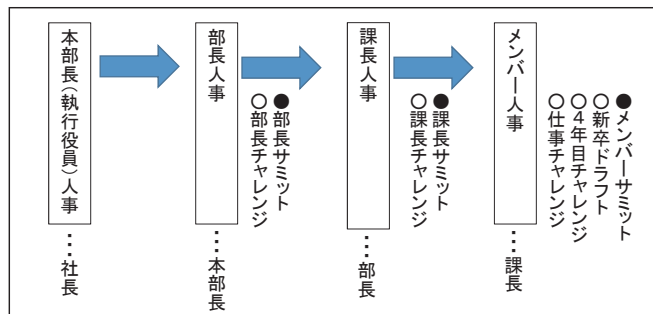 本部長（執行役員）人事
…社長
部長人事
…本部長
●部長サミット
○部長チャレンジ
課長人事
…部長
●課長サミット
○課長チャレンジ
メンバー人事
…課長
●メンバーサミット
○新卒ドラフト
○4年目チャレンジ
○仕事チャレンジ